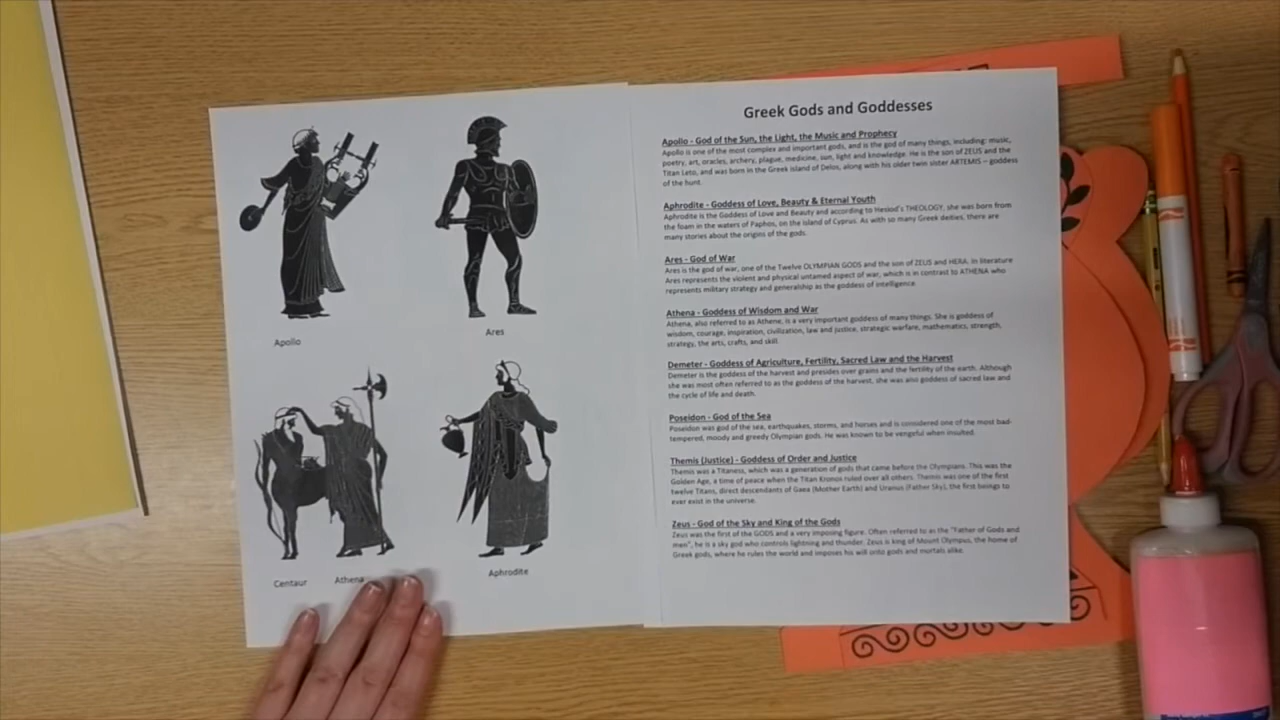 Apollo
Ares
Centaur
Athena
Aphrodite
Greek Gods and Goddesses
Apollo - God of the Sun, the Light, the Music and Prophecy
Apollo is one of the most complex and important gods, and is the god of many things, including: music,
poetry, art, oracles, archery, plague, medicine, sun, light and knowledge. He is the son of ZEUS and the
Titan Leto, and was born in the Greek island of Delos, along with his older twin sister ARTEMIS – goddess
of the hunt.
Aphrodite - Goddess of Love, Beauty & Eternal Youth
Aphrodite is the Goddess of Love and Beauty and according to Hesiod's THEOLOGY, she was born from
the foam in the waters of Paphos, on the island of Cyprus. As with so many Greek deities, there are
many stories about the origins of the gods.
Ares - God of War
Ares is the god of war, one of the Twelve OLYMPIAN GODS and the son of ZEUS and HERA. In literature
Ares represents the violent and physical untamed aspect of war, which is in contrast to ATHENA who
represents military strategy and generalship as the goddess of intelligence.
Athena - Goddess of Wisdom and War
Athena, also referred to as Athene, is a very important goddess of many things. She is goddess of
wisdom, courage, inspiration, civilization, law and justice, strategic warfare, mathematics, strength,
strategy, the arts, crafts, and skill.
Demeter - Goddess of Agriculture, Fertility, Sacred Law and the Harvest
Demeter is the goddess of the harvest and presides over grains and the fertility of the earth. Although
she was most often referred to as the goddess of the harvest, she was also goddess of sacred law and
the cycle of life and death.
Poseidon - God of the Sea
Poseidon was god of the sea, earthquakes, storms, and horses and is considered one of the most bad-
tempered, moody and greedy Olympian gods. He was known to be vengeful when insulted.
Themis (Justice) - Goddess of Order and Justice
Themis was a Titaness, which was a generation of gods that came before the Olympians. This was the
Golden Age, a time of peace when the Titan Kronos ruled over all others. Themis was one of the first
twelve Titans, direct descendants of Gaea (Mother Earth) and Uranus (Father Sky), the first beings to
ever exist in the universe.
Zeus - God of the Sky and King of the Gods
Zeus was the first of the GODS and a very imposing figure. Often referred to as the "Father of Gods and
men", he is a sky god who controls lightning and thunder. Zeus is king of Mount Olympus, the home of
Greek gods, where he rules the world and imposes his will onto gods and mortals alike.